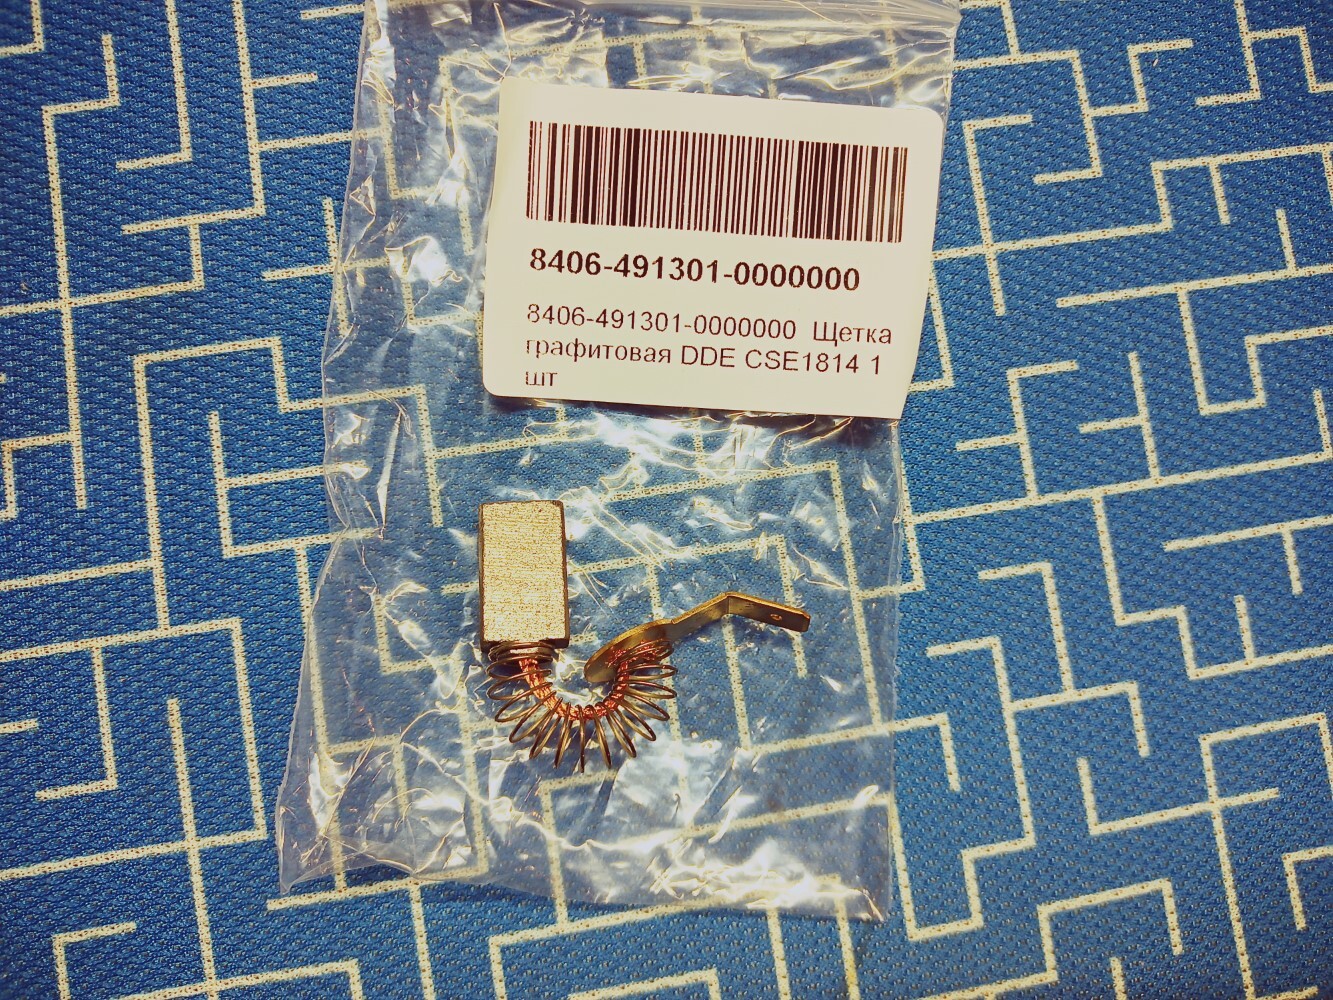 8406-491301-0000000
8406-491301-0000000 Щетка
графитовая DDE CSE1814 1
шт